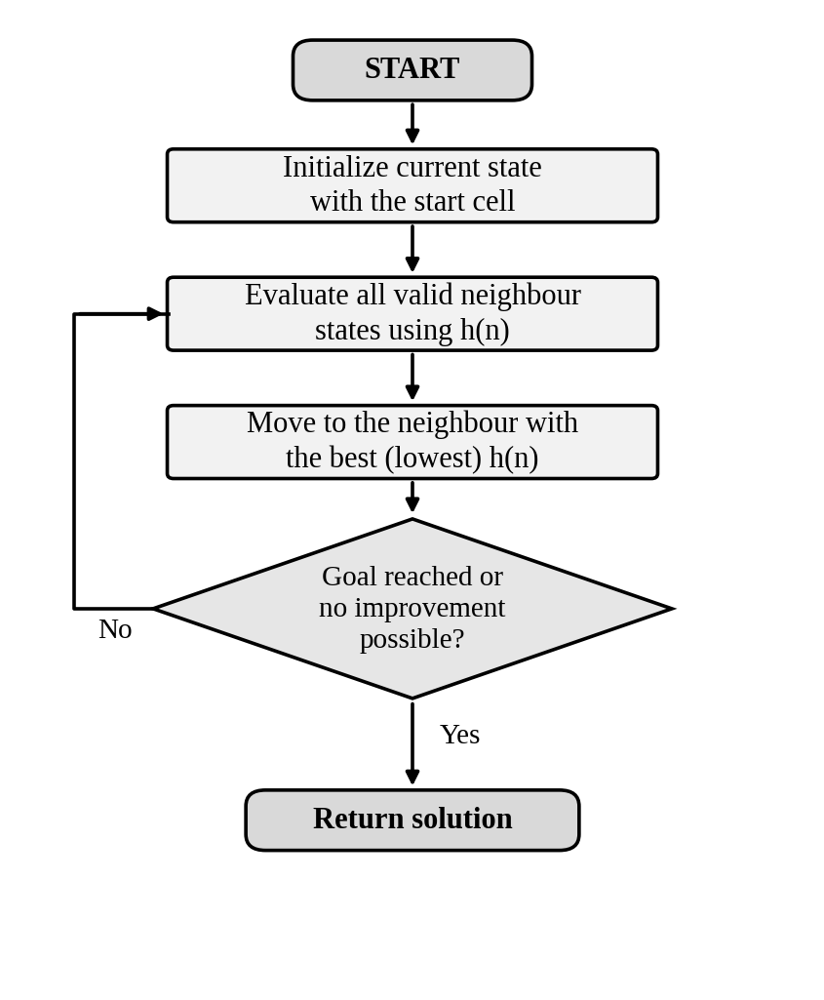 START
Initialize current state
with the start cell
Evaluate all valid neighbour
states using h(n)
Move to the neighbour with
the best (lowest) h(n)
Goal reached or
no improvement
possible?
No
Yes
Return solution